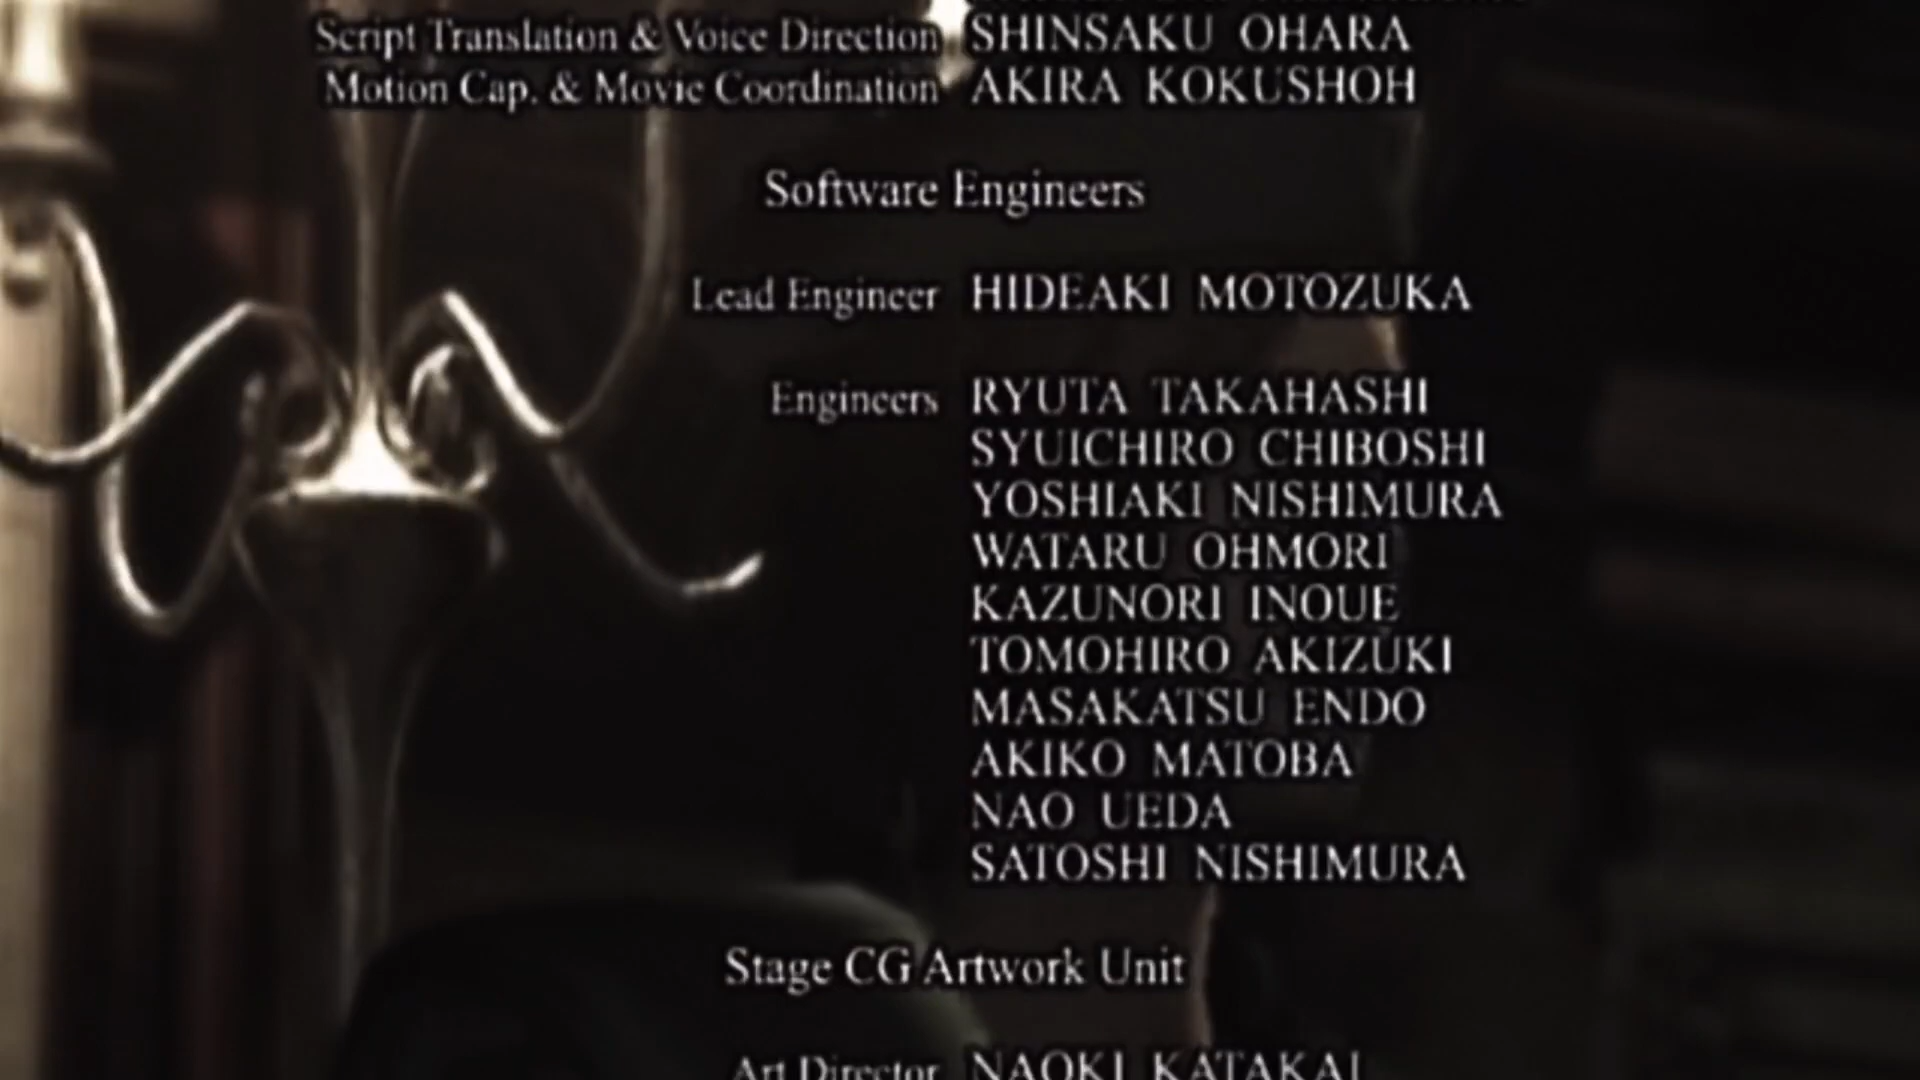 Script Translation & Voice Direction SHINSAKU OHARA
Motion Cap. & Movie Coordination AKIRA KOKUSHOH
Software Engineers
Lead Engineer HIDEAKI MOTOZUKA
Engineers RYUTA TAKAHASHI
SYUICHIRO CHIBOSHI
YOSHIAKI NISHIMURA
WATARU OHMORI
KAZUNORI INOUE
TOMOHIRO AKIZUKI
MASAKATSU ENDO
AKIKO MATOBA
NAO UEDA
SATOSHI NISHIMURA
Stage CG Artwork Unit
Art Director NAOKI KATAKAI